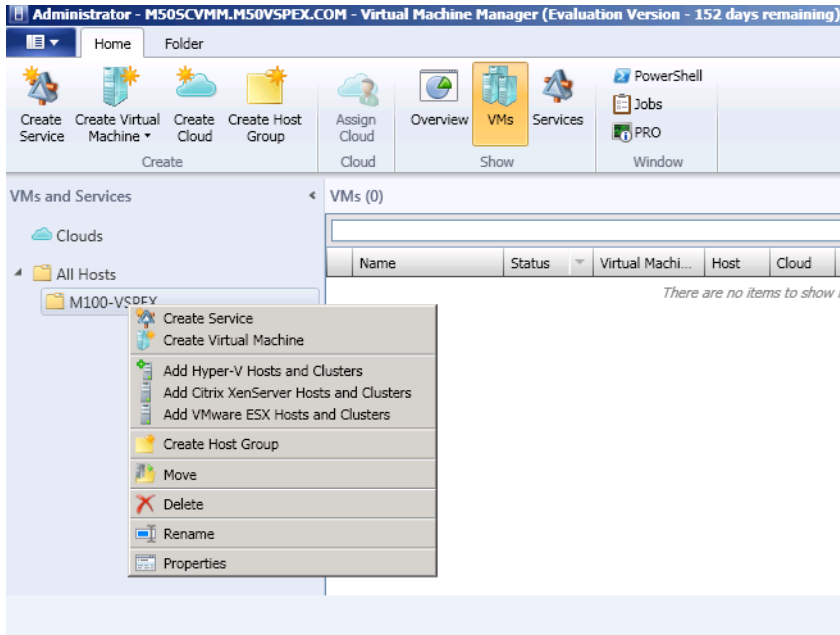 Administrator - M50SCVMM.M50VSPEX.COM - Virtual Machine Manager (Evaluation Version - 152 days remaining)
Home Folder
Create Service
Create Virtual Machine
Create Cloud
Create Host Group
Assign Cloud
Overview
VMs
Services
PowerShell
Jobs
PRO
Create Cloud Show Window
VMs and Services
VMs (0)
Clouds
Name Status Virtual Machi... Host Cloud
All Hosts
There are no items to show
M100-VSPEX
Create Service
Create Virtual Machine
Add Hyper-V Hosts and Clusters
Add Citrix XenServer Hosts and Clusters
Add VMware ESX Hosts and Clusters
Create Host Group
Move
Delete
Rename
Properties